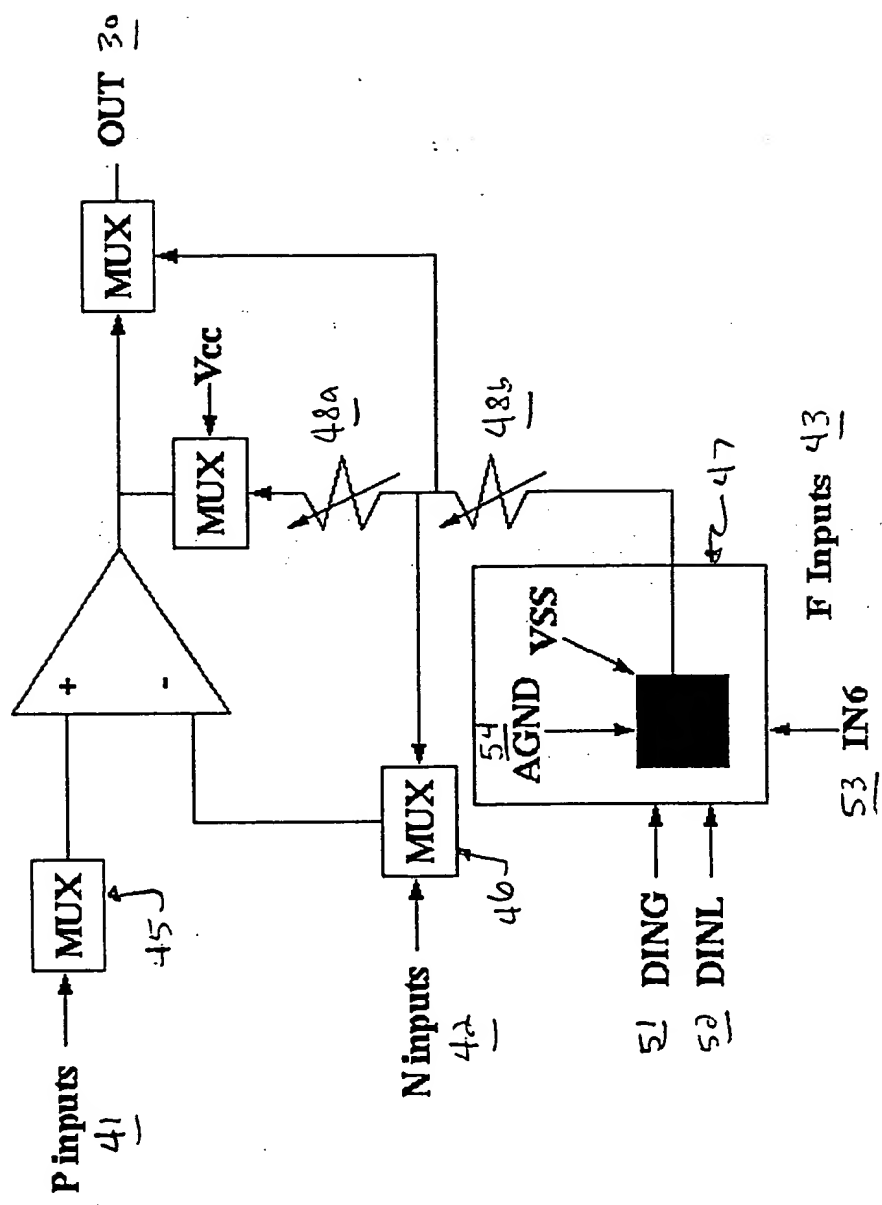 P inputs
41
MUX
45
+
-
MUX
OUT 30
MUX
Vcc
48a
48b
N inputs
42
MUX
46
54
AGND
VSS
47
F Inputs 43
51 DING
52 DINL
53 IN6